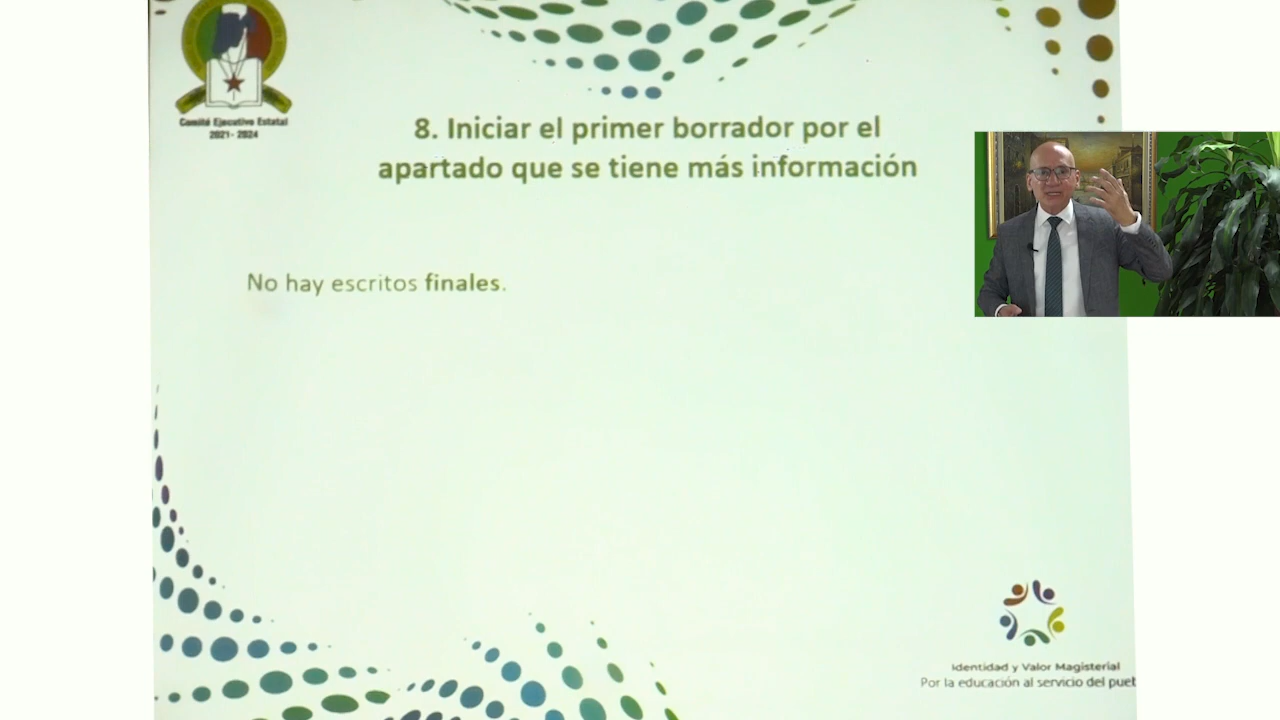 Comité Ejecutivo Estatal
2021- 2024
8. Iniciar el primer borrador por el
apartado que se tiene más información
No hay escritos finales.
Identidad y Valor Magisterial
Por la educación al servicio del pueb